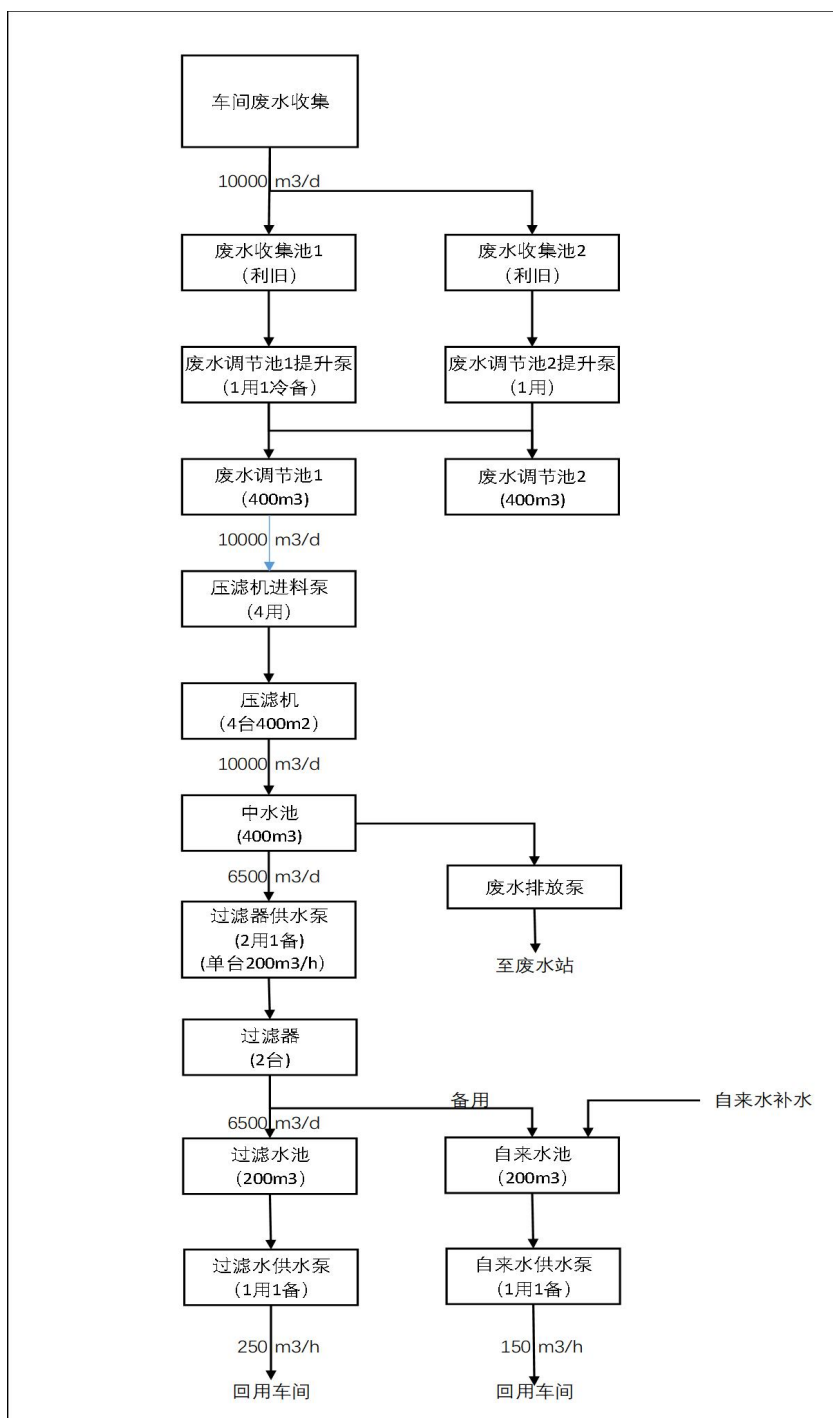 车间废水收集
10000 m3/d
废水收集池1
（利旧）
废水收集池2
（利旧）
废水调节池1提升泵
（1用1冷备）
废水调节池2提升泵
（1用）
废水调节池1
（400m3)
废水调节池2
(400m3)
10000 m3/d
压滤机进料泵
（4用）
压滤机
（4台400m2）
10000 m3/d
中水池
(400m3)
6500 m3/d
废水排放泵
过滤器供水泵
(2用1备)
(单台200m3/h）
至废水站
过滤器
(2台)
备用
自来水补水
6500 m3/d
过滤水池
(200m3）
自来水池
（200m3）
过滤水供水泵
（1用1备）
自来水供水泵
（1用1备）
250 m3/h
150 m3/h
回用车间
回用车间